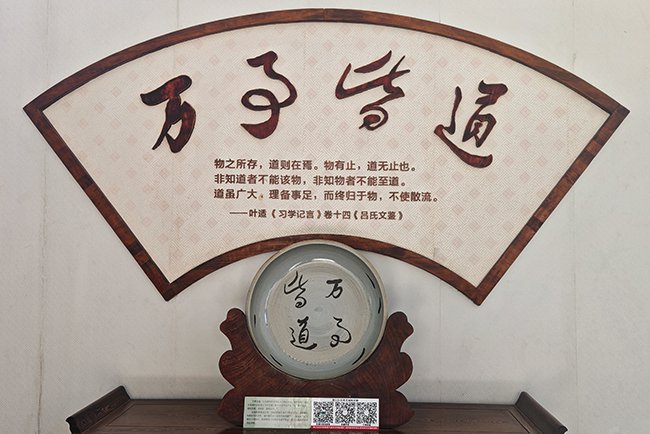 万事皆道
物之所存，道则在焉。物有止，道无止也。
非知道者不能该物，非知物者不能至道。
道虽广大，理备事足，而终归于物，不使散流。
——叶适《习学记言》卷十四《吕氏文鉴》
万事
皆道